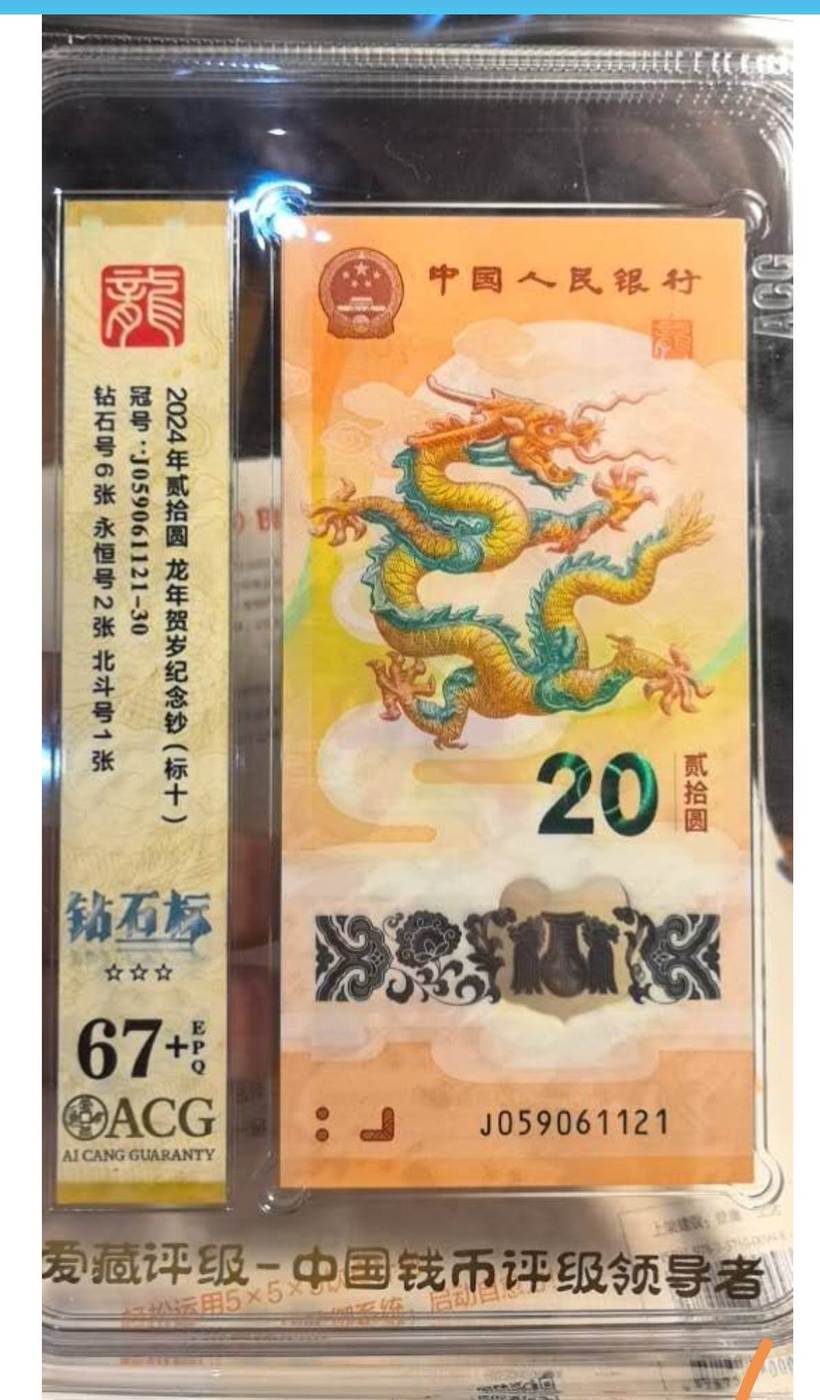 龍
2024年贰拾圆 龙年贺岁纪念钞(标十)
冠号:J059061121-30
钻石号6张 永恒号2张 北斗号1张
钻石标
☆☆☆
67+EPQ
ACG
AI CANG GUARANTY
中国人民银行
龍
20
贰拾圆
J059061121
ACG
爱藏评级-中国钱币评级领导者